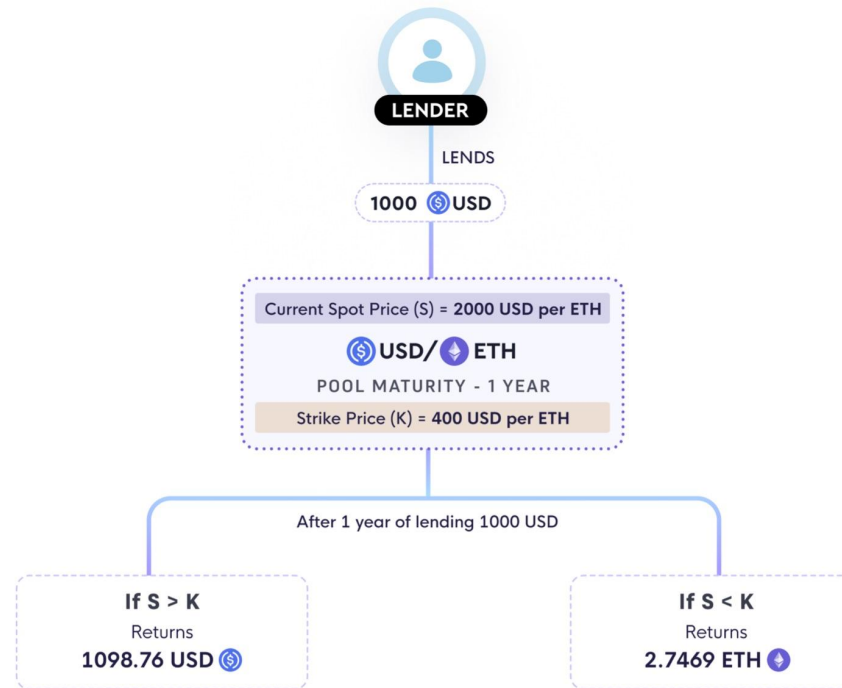 LENDER
LENDS
1000 USD
Current Spot Price (S) = 2000 USD per ETH
USD/ ETH
POOL MATURITY - 1 YEAR
Strike Price (K) = 400 USD per ETH
After 1 year of lending 1000 USD
If S > K
Returns
1098.76 USD
If S < K
Returns
2.7469 ETH